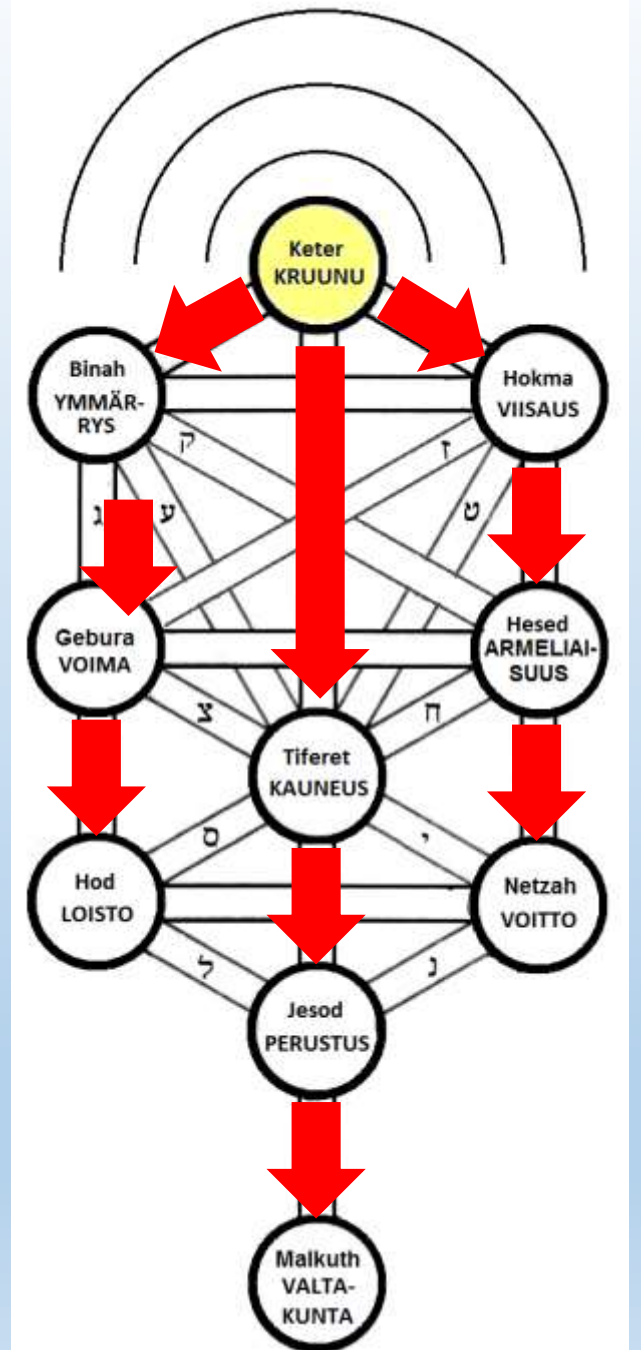 Keter
KRUUNU
Binah
YMMÄR-
RYS
Hokma
VIISAUS
ק
ז
ע
ט
Gebura
VOIMA
Hesed
ARMELIAI-
SUUS
צ
ח
Tiferet
KAUNEUS
ס
י
Hod
LOISTO
Netzah
VOITTO
ל
נ
Jesod
PERUSTUS
Malkuth
VALTA-
KUNTA